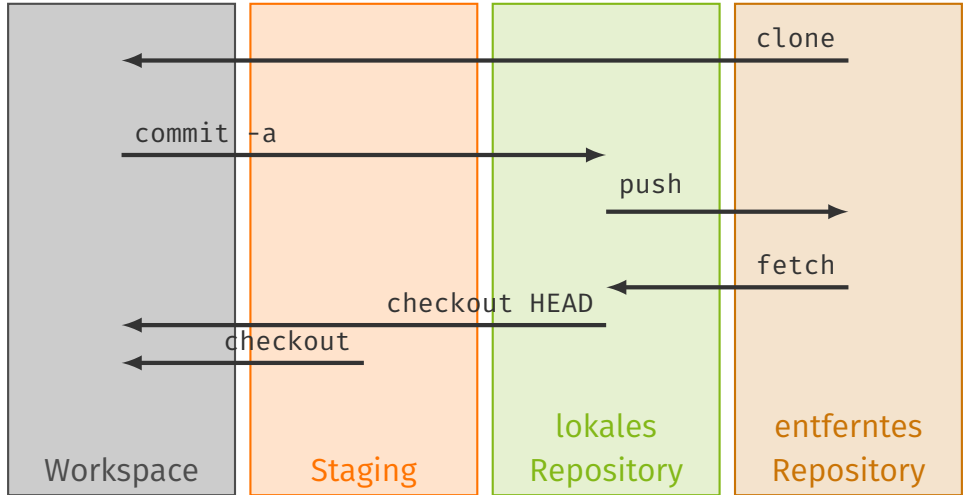 clone
commit -a
push
fetch
checkout HEAD
checkout
Workspace
Staging
lokales
Repository
entferntes
Repository